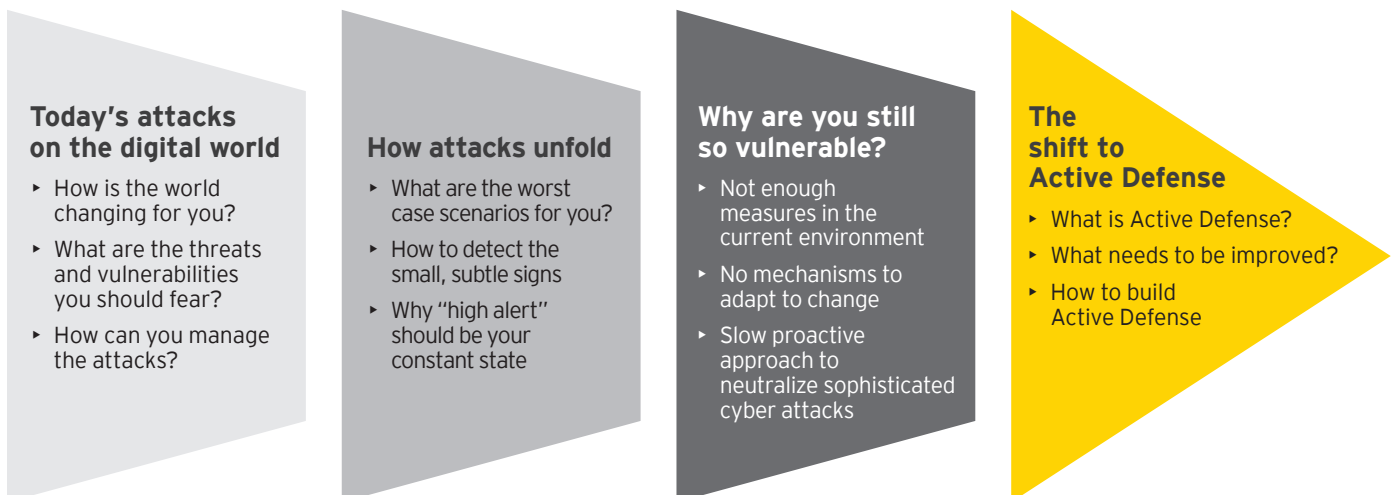 Today's attacks
on the digital world
▸ How is the world
changing for you?
▸ What are the threats
and vulnerabilities
you should fear?
▸ How can you manage
the attacks?
How attacks unfold
▸ What are the worst
case scenarios for you?
▸ How to detect the
small, subtle signs
▸ Why “high alert”
should be your
constant state
Why are you still
so vulnerable?
▸ Not enough
measures in the
current environment
▸ No mechanisms to
adapt to change
▸ Slow proactive
approach to
neutralize sophisticated
cyber attacks
The
shift to
Active Defense
▸ What is Active Defense?
▸ What needs to be improved?
▸ How to build
Active Defense